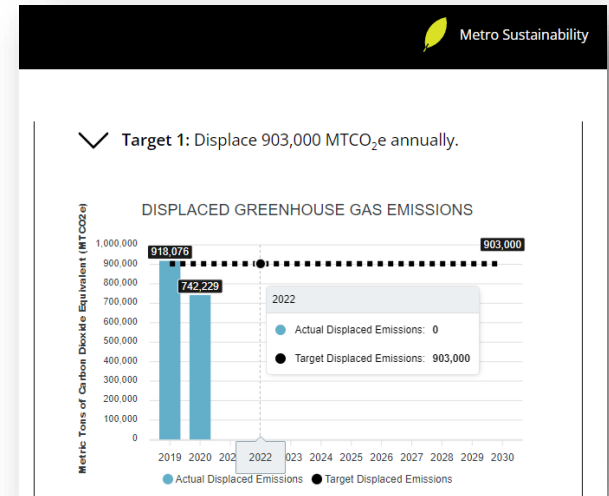 Metro Sustainability
Target 1: Displace 903,000 MTCO₂e annually.
DISPLACED GREENHOUSE GAS EMISSIONS
Metric Tons of Carbon Dioxide Equivalent (MTCO2e)
1,000,000
900,000
800,000
700,000
600,000
500,000
400,000
300,000
200,000
100,000
0
918,076
742,229
903,000
2022
Actual Displaced Emissions: 0
Target Displaced Emissions: 903,000
2019 2020 202 2022 023 2024 2025 2026 2027 2028 2029 2030
Actual Displaced Emissions Target Displaced Emissions